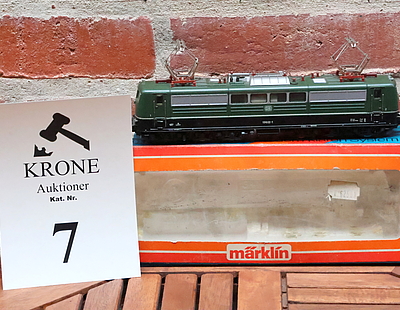 KRONE
Auktioner
Kat. Nr.
7
märklin